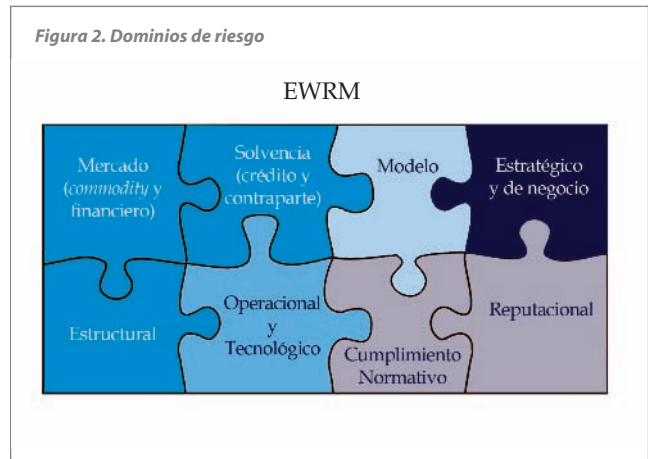 Figura 2. Dominios de riesgo
EWRM
Mercado
(commodity y
financiero)
Solvencia
(crédito y
contraparte)
Modelo
Estratégico
y de negocio
Estructural
Operacional
y
Tecnológico
Cumplimiento
Normativo
Reputacional